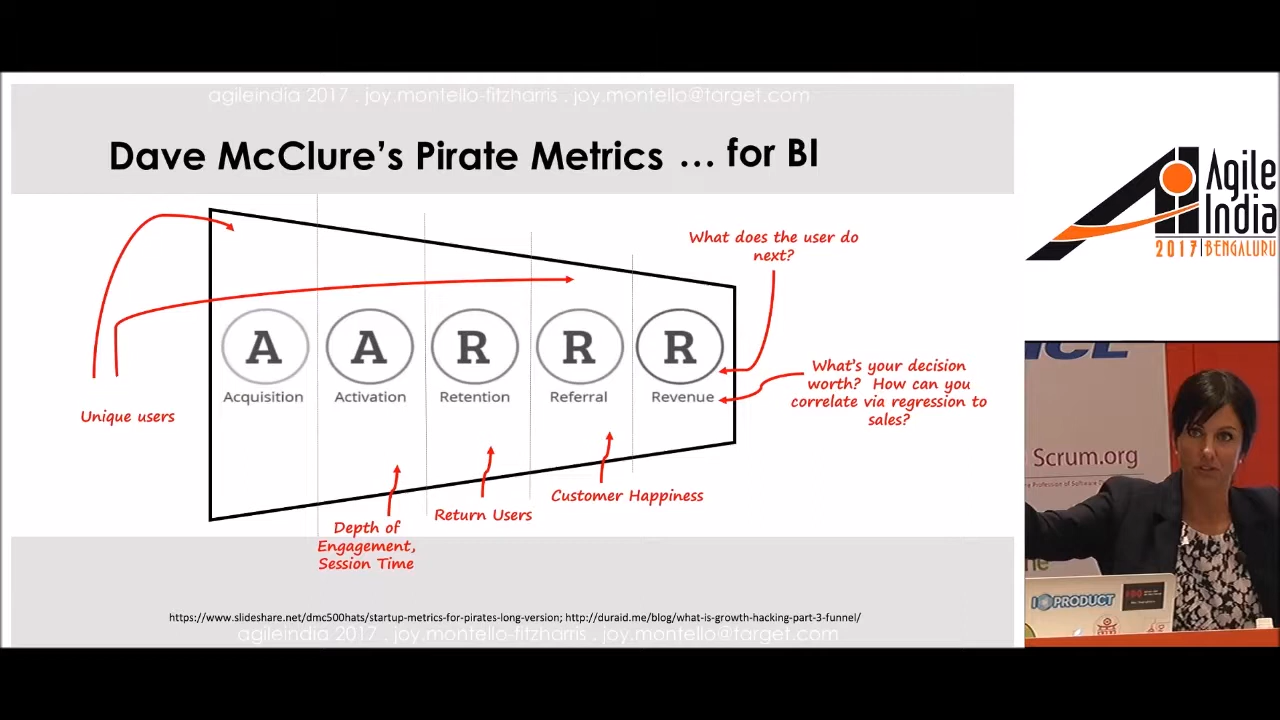 agileindia 2017 . joy.montello-fitzharris . joy.montello@target.com
Dave McClure's Pirate Metrics ... for BI
What does the user do
next?
A
A
R
R
R
Acquisition
Activation
Retention
Referral
Revenue
What's your decision
worth? How can you
correlate via regression to
sales?
Unique users
Customer Happiness
Return Users
Depth of
Engagement,
Session Time
https://www.slideshare.net/dmc500hats/startup-metrics-for-pirates-long-version; http://duraid.me/blog/what-is-growth-hacking-part-3-funnel/
agileindia 2017 . joy.montello-fitzharris . joy.montello@target.com
Agile
India
2017 | BENGALURU
Scrum.org
PRODUCT